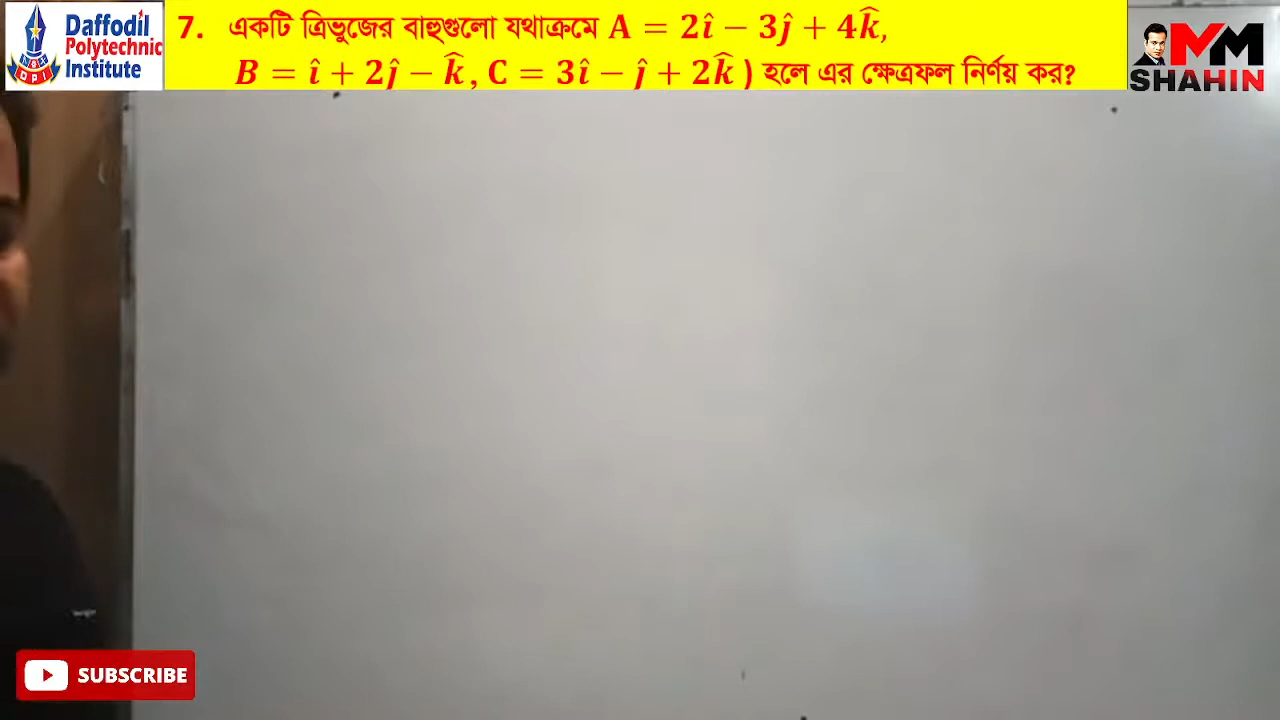 Daffodil
Polytechnic
Institute
DPI
7. একটি ত্রিভুজের বাহুগুলো যথাক্রমে A = 2î − 3ĵ + 4k̂,
B = î + 2ĵ − k̂, C = 3î − ĵ + 2k̂ ) হলে এর ক্ষেত্রফল নির্ণয় কর?
MM
SHAHIN
SUBSCRIBE